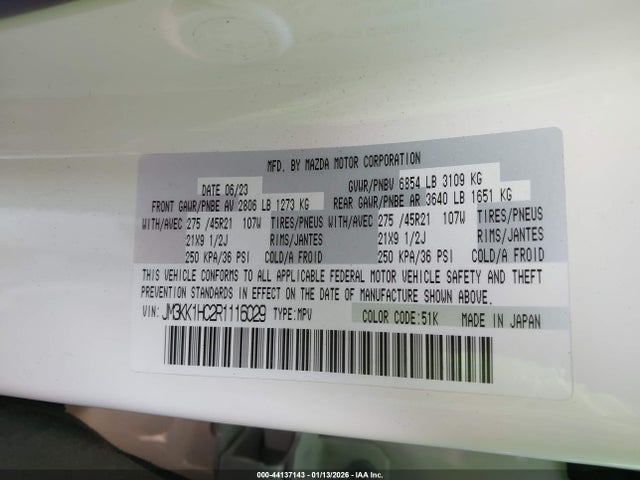 MFD. BY MAZDA MOTOR CORPORATION
DATE 06/23 GVWR/PNBV 6854 LB 3109 KG
FRONT GAWR/PNBE AV 2806 LB 1273 KG REAR GAWR/PNBE AR 3640 LB 1651 KG
WITH/AVEC 275 /45R21 107W TIRES/PNEUS WITH/AVEC 275 /45R21 107W TIRES/PNEUS
21X9 1/2J RIMS/JANTES 21X9 1/2J RIMS/JANTES
250 KPA/36 PSI COLD/A FROID 250 KPA/36 PSI COLD/A FROID
THIS VEHICLE CONFORMS TO ALL APPLICABLE FEDERAL MOTOR VEHICLE SAFETY AND THEFT
PREVENTION STANDARDS IN EFFECT ON THE DATE OF MANUFACTURE SHOWN ABOVE.
VIN: JM3KK1HC2R1116029 TYPE: MPV COLOR CODE: 51K MADE IN JAPAN
000-44137143 - 01/13/2026 - IAA Inc.